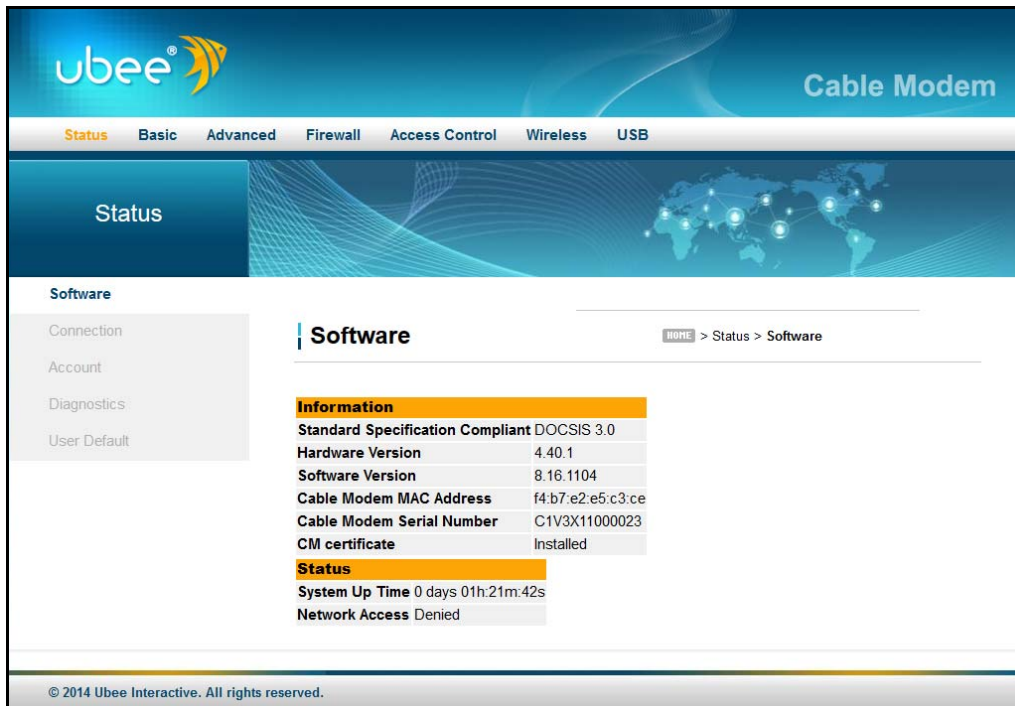 ubee®
Cable Modem
Status Basic Advanced Firewall Access Control Wireless USB
Status
Software
Connection
Account
Diagnostics
User Default
Software
HOME > Status > Software
Information
Standard Specification Compliant DOCSIS 3.0
Hardware Version 4.40.1
Software Version 8.16.1104
Cable Modem MAC Address f4:b7:e2:e5:c3:ce
Cable Modem Serial Number C1V3X11000023
CM certificate Installed
Status
System Up Time 0 days 01h:21m:42s
Network Access Denied
© 2014 Ubee Interactive. All rights reserved.